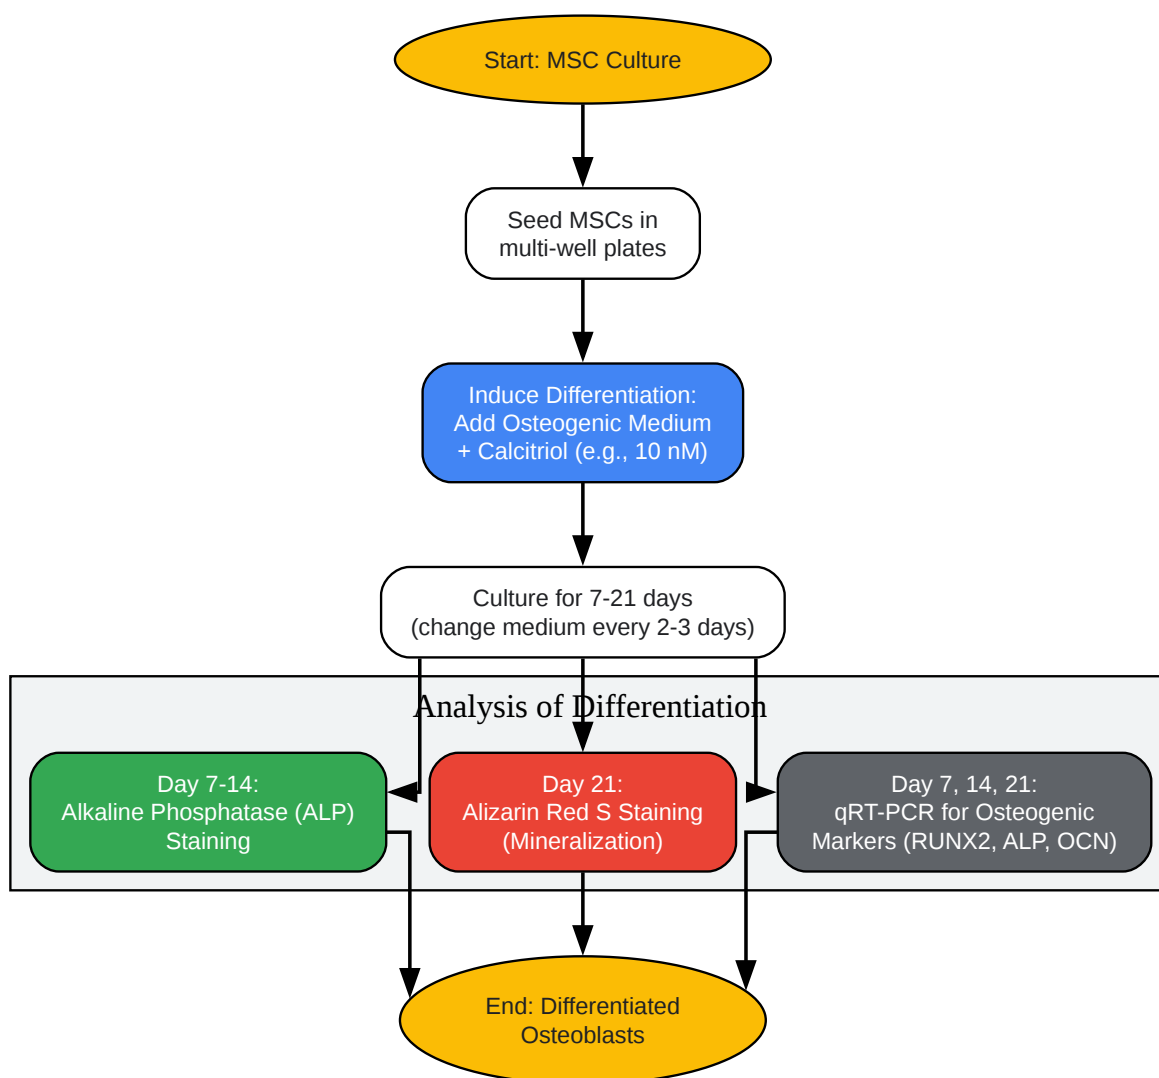 Start: MSC Culture
Seed MSCs in
multi-well plates
Induce Differentiation:
Add Osteogenic Medium
+ Calcitriol (e.g., 10 nM)
Culture for 7-21 days
(change medium every 2-3 days)
Analysis of Differentiation
Day 7-14:
Alkaline Phosphatase (ALP)
Staining
Day 21:
Alizarin Red S Staining
(Mineralization)
Day 7, 14, 21:
qRT-PCR for Osteogenic
Markers (RUNX2, ALP, OCN)
End: Differentiated
Osteoblasts